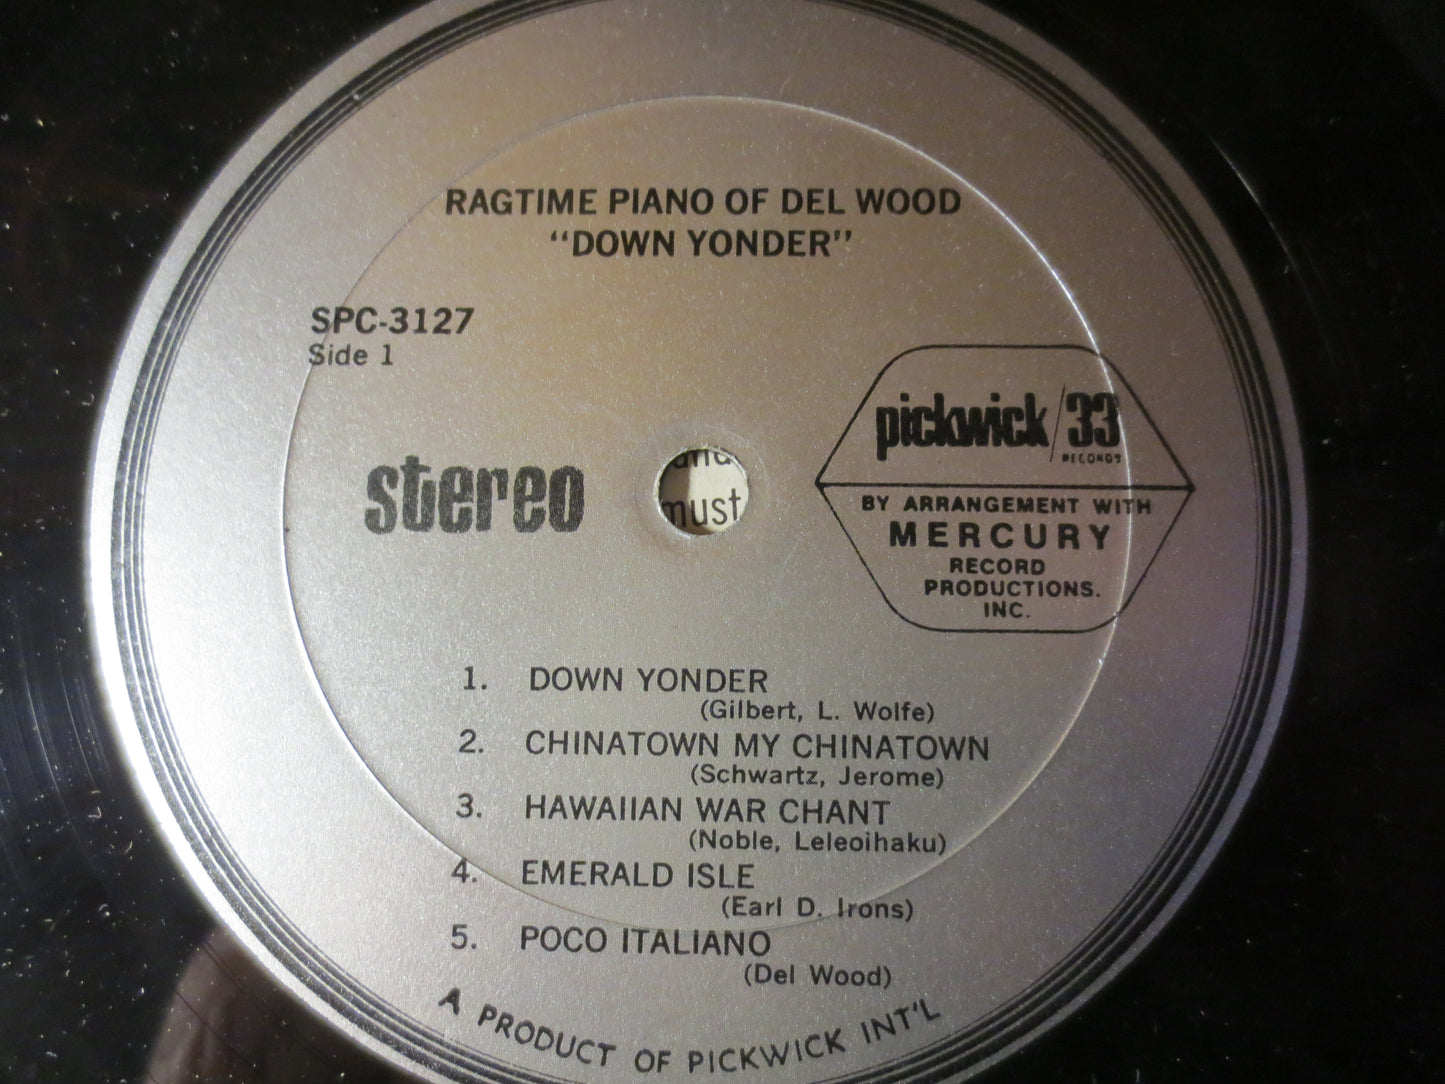 RAGTIME PIANO OF DEL WOOD
“DOWN YONDER”
SPC-3127
Side 1
stereo
pickwick/33
RECORDS
BY ARRANGEMENT WITH
MERCURY
RECORD
PRODUCTIONS.
INC.
and
must
1. DOWN YONDER
(Gilbert, L. Wolfe)
2. CHINATOWN MY CHINATOWN
(Schwartz, Jerome)
3. HAWAIIAN WAR CHANT
(Noble, Leleoihaku)
4. EMERALD ISLE
(Earl D. Irons)
5. POCO ITALIANO
(Del Wood)
A PRODUCT OF PICKWICK INT'L